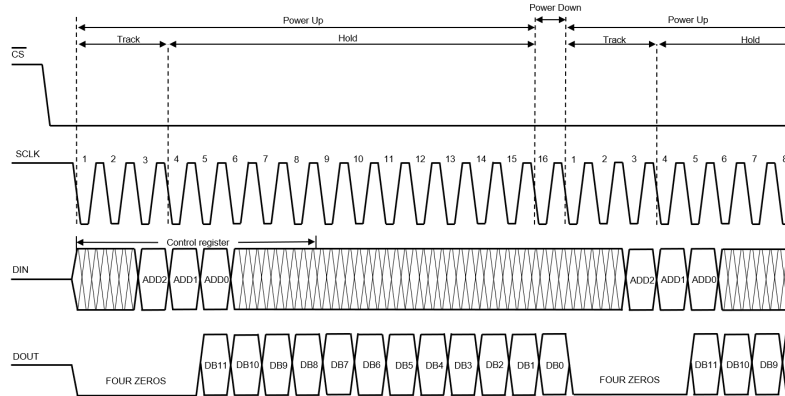 Power Down
Power Up
Power Up
Track
Hold
Track
Hold
CS
SCLK
1 2 3 4 5 6 7 8 9 10 11 12 13 14 15 16 1 2 3 4 5 6 7 8
Control register
DIN
ADD2 ADD1 ADD0 ADD2 ADD1 ADD0
DOUT
FOUR ZEROS DB11 DB10 DB9 DB8 DB7 DB6 DB5 DB4 DB3 DB2 DB1 DB0 FOUR ZEROS DB11 DB10 DB9